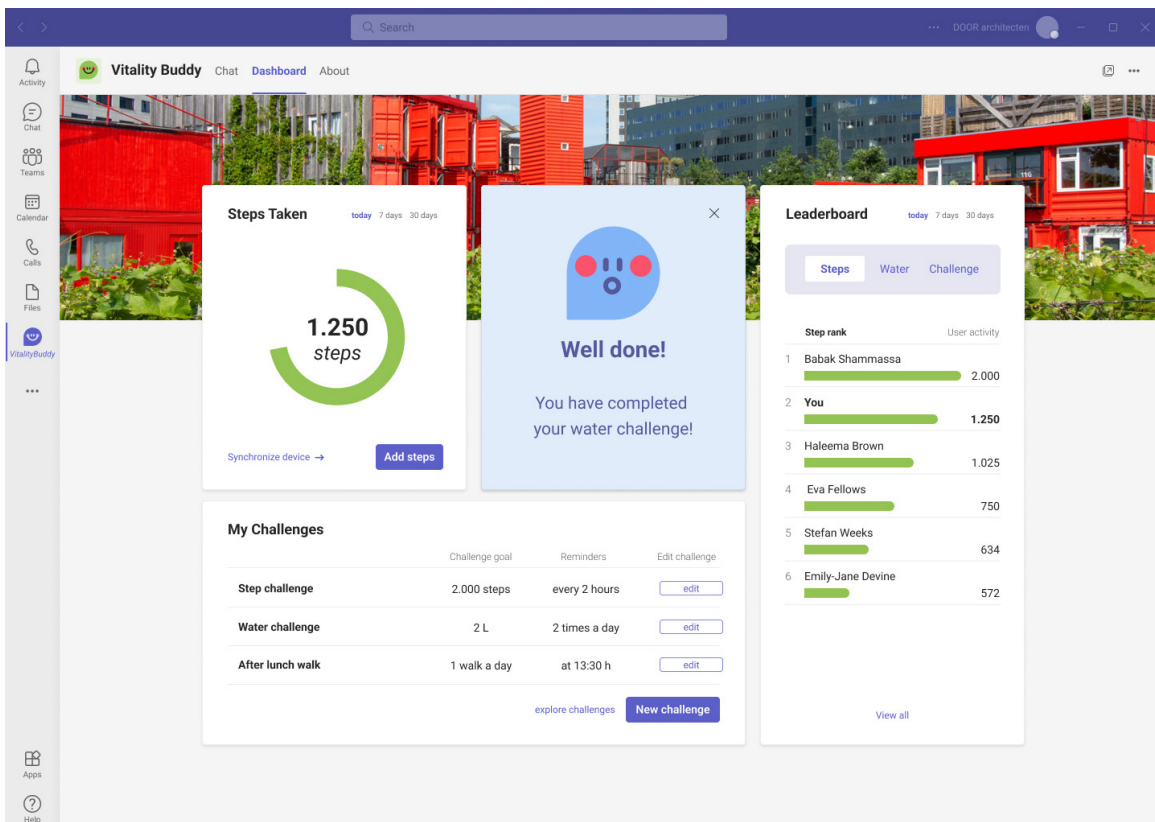 Search
DOOR architecten
Activity
Chat
Teams
Calendar
Calls
Files
VitalityBuddy
Apps
Help
Vitality Buddy Chat Dashboard About
116
Steps Taken today 7 days 30 days
1.250
steps
Synchronize device → Add steps
Well done!
You have completed
your water challenge!
My Challenges
Challenge goal Reminders Edit challenge
Step challenge 2.000 steps every 2 hours edit
Water challenge 2 L 2 times a day edit
After lunch walk 1 walk a day at 13:30 h edit
explore challenges New challenge
Leaderboard today 7 days 30 days
Steps Water Challenge
Step rank User activity
1 Babak Shammassa
2.000
2 You
1.250
3 Haleema Brown
1.025
4 Eva Fellows
750
5 Stefan Weeks
634
6 Emily-Jane Devine
572
View all